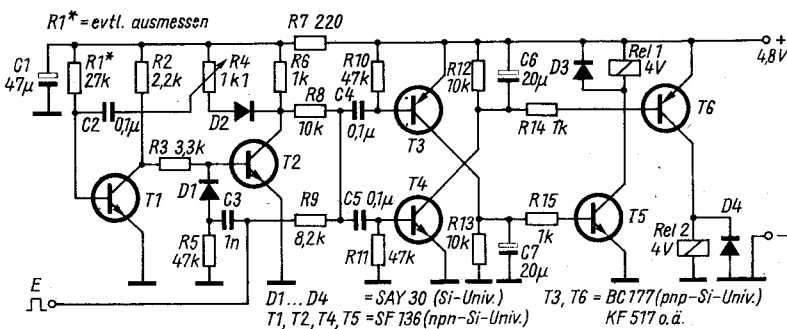 R1* = evtl. ausmessen
R7 220
+
4,8V
C1
47µ
R1*
27k
R2
2,2k
R4
1k1
R6
1k
R10
47k
R12
10k
C6
20µ
D3
Rel 1
4V
C2
0,1µ
D2
R8
10k
C4
0,1µ
T3
R14 1k
T6
R3 3,3k
T2
T1
D1
C3
1n
R9
8,2k
C5 0,1µ
T4
R15
1k
T5
D4
R5
47k
R11
47k
R13
10k
C7
20µ
Rel 2
4V
–
E
D1...D4 = SAY 30 (Si-Univ.)
T1, T2, T4, T5 = SF 136 (npn-Si-Univ.)
T3, T6 = BC 177 (pnp-Si-Univ.)
KF 517 o.ä.